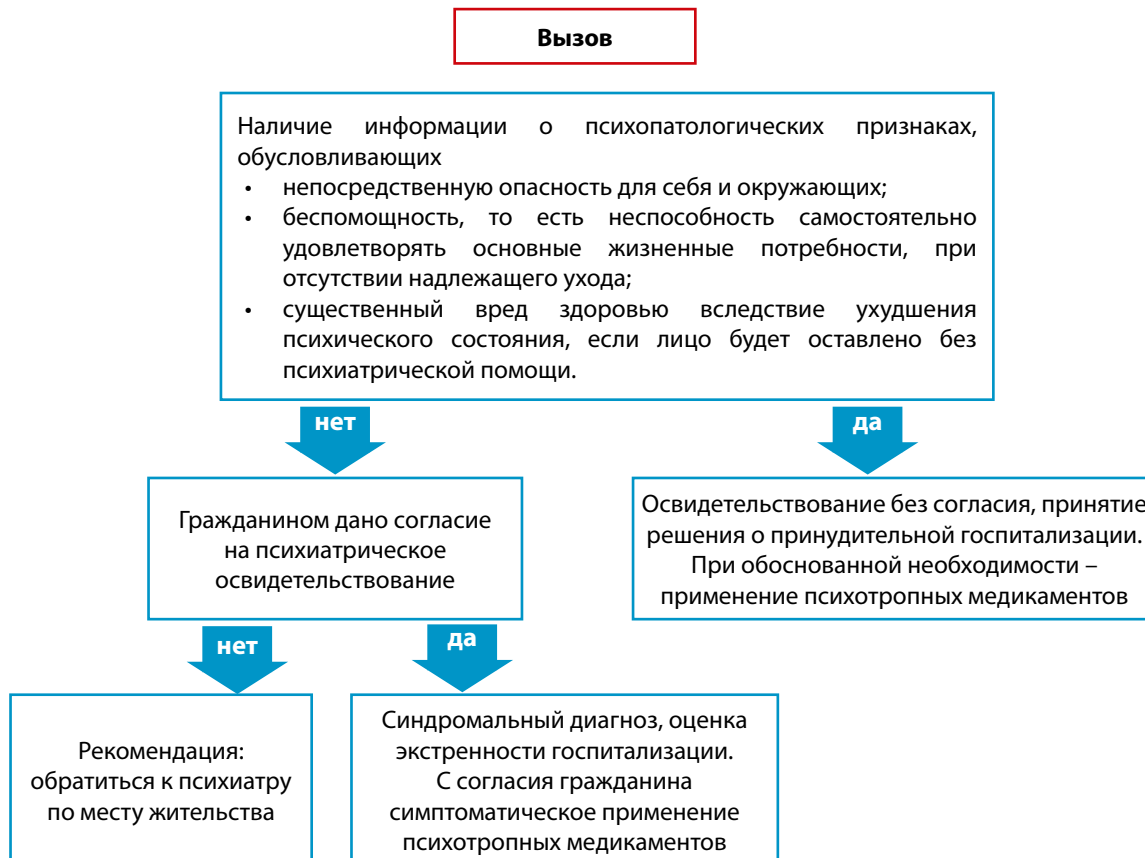 Вызов
Наличие информации о психопатологических признаках,
обусловливающих
• непосредственную опасность для себя и окружающих;
• беспомощность, то есть неспособность самостоятельно
удовлетворять основные жизненные потребности, при
отсутствии надлежащего ухода;
• существенный вред здоровью вследствие ухудшения
психического состояния, если лицо будет оставлено без
психиатрической помощи.
нет
да
Гражданином дано согласие
на психиатрическое
освидетельствование
Освидетельствование без согласия, принятие
решения о принудительной госпитализации.
При обоснованной необходимости –
применение психотропных медикаментов
нет
да
Рекомендация:
обратиться к психиатру
по месту жительства
Синдромальный диагноз, оценка
экстренности госпитализации.
С согласия гражданина
симптоматическое применение
психотропных медикаментов